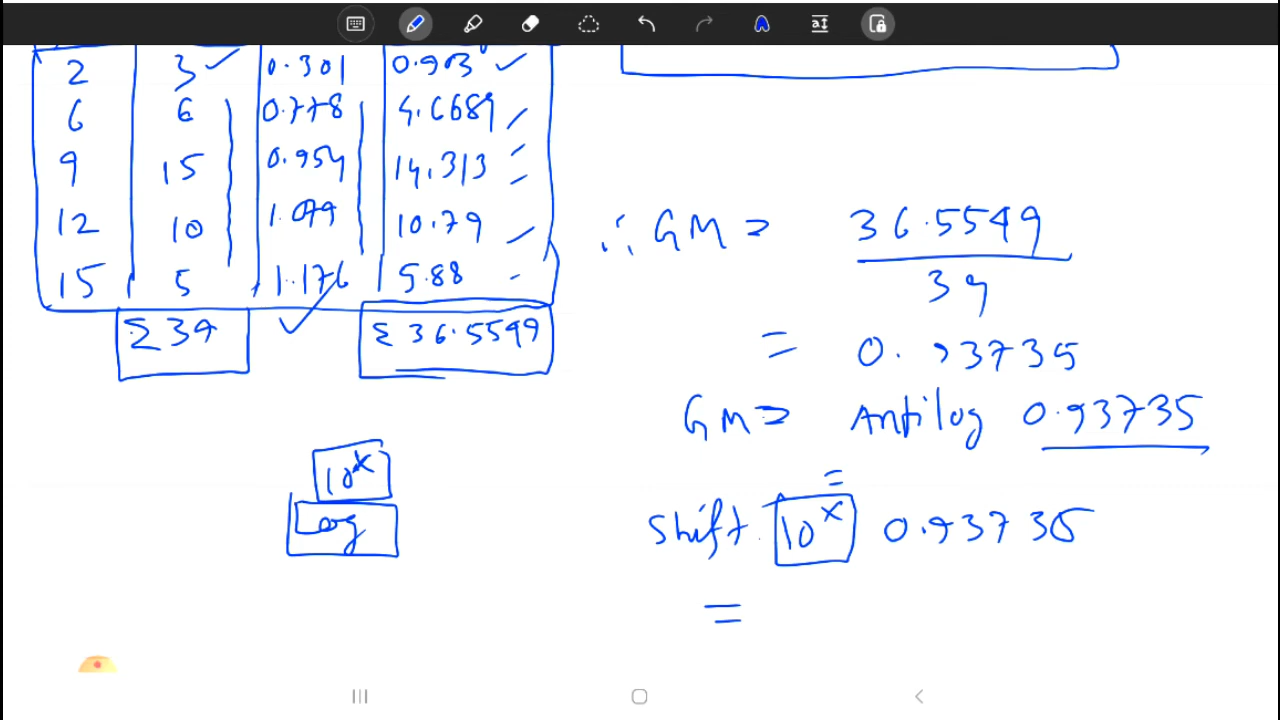 2 3 0.301 0.903
6 6 0.778 4.6689
9 15 0.954 14.313
12 10 1.079 10.79
15 5 1.176 5.88
Σ 39 Σ 36.5549
∴ GM = 36.5549
39
= 0.93735
GM = Antilog 0.93735
10^x
Log
=
Shift 10^x 0.93735
=